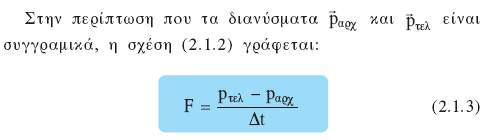 Στην περίπτωση που τα διανύσματα p⃗αρχ και p⃗τελ είναι
συγγραμικά, η σχέση (2.1.2) γράφεται:
F = (pτελ − pαρχ) / Δt (2.1.3)